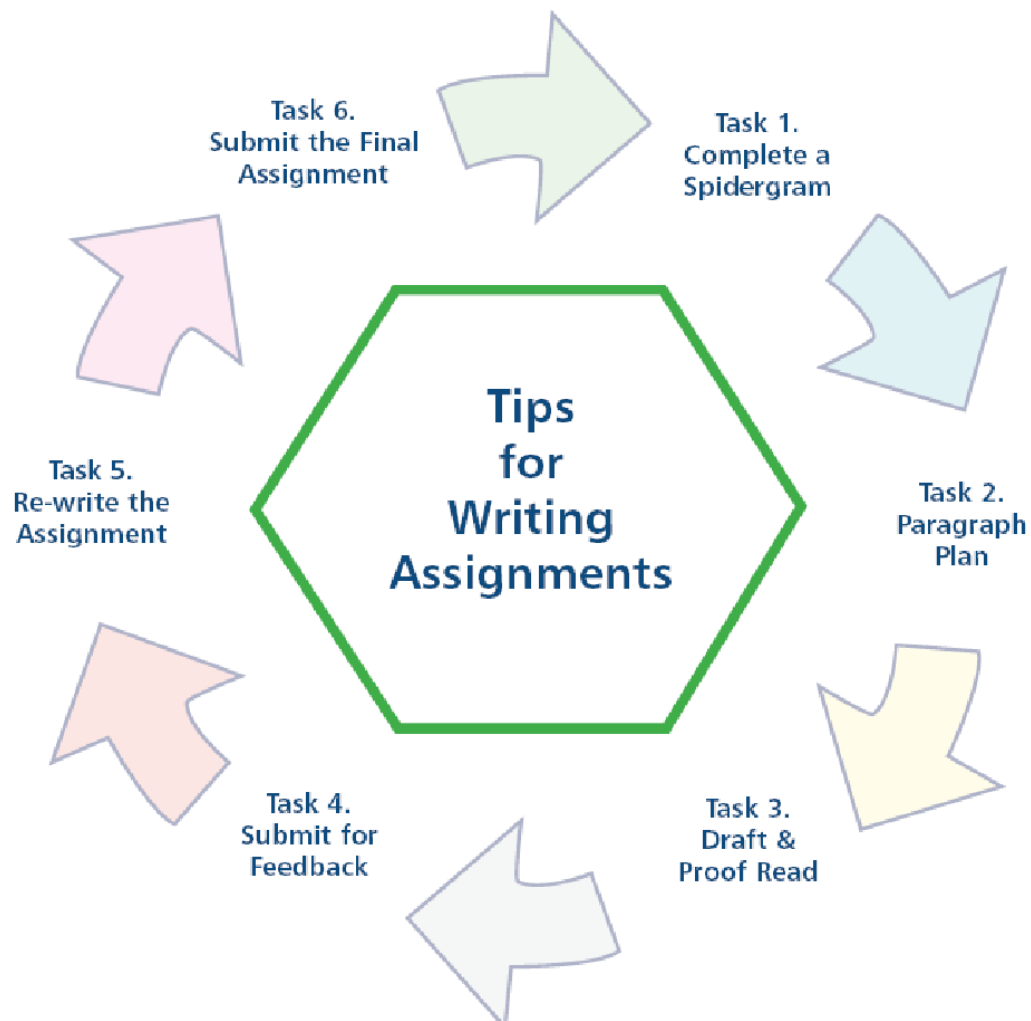 Tips
for
Writing
Assignments
Task 1.
Complete a
Spidergram
Task 2.
Paragraph
Plan
Task 3.
Draft &
Proof Read
Task 4.
Submit for
Feedback
Task 5.
Re-write the
Assignment
Task 6.
Submit the Final
Assignment